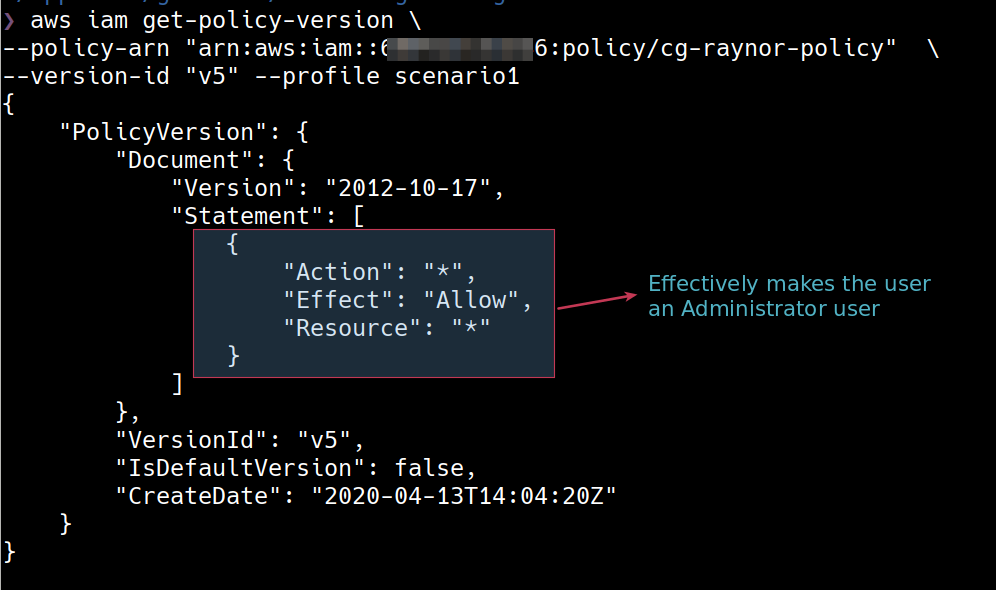 ❯ aws iam get-policy-version \
--policy-arn "arn:aws:iam::6 6:policy/cg-raynor-policy"  \
--version-id "v5" --profile scenario1
{
    "PolicyVersion": {
        "Document": {
            "Version": "2012-10-17",
            "Statement": [
                {
                    "Action": "*",
                    "Effect": "Allow",
                    "Resource": "*"
                }
            ]
        },
        "VersionId": "v5",
        "IsDefaultVersion": false,
        "CreateDate": "2020-04-13T14:04:20Z"
    }
}
Effectively makes the user
an Administrator user